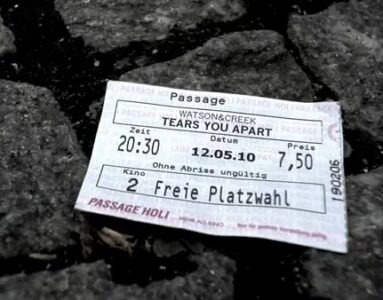 Passage
WATSON&CREEK
TEARS YOU APART
Zeit Datum Preis
20:30 12.05.10 7,50
Ohne Abriss ungültig
Kino
2 Freie Platzwahl
PASSAGE HOLI
190206